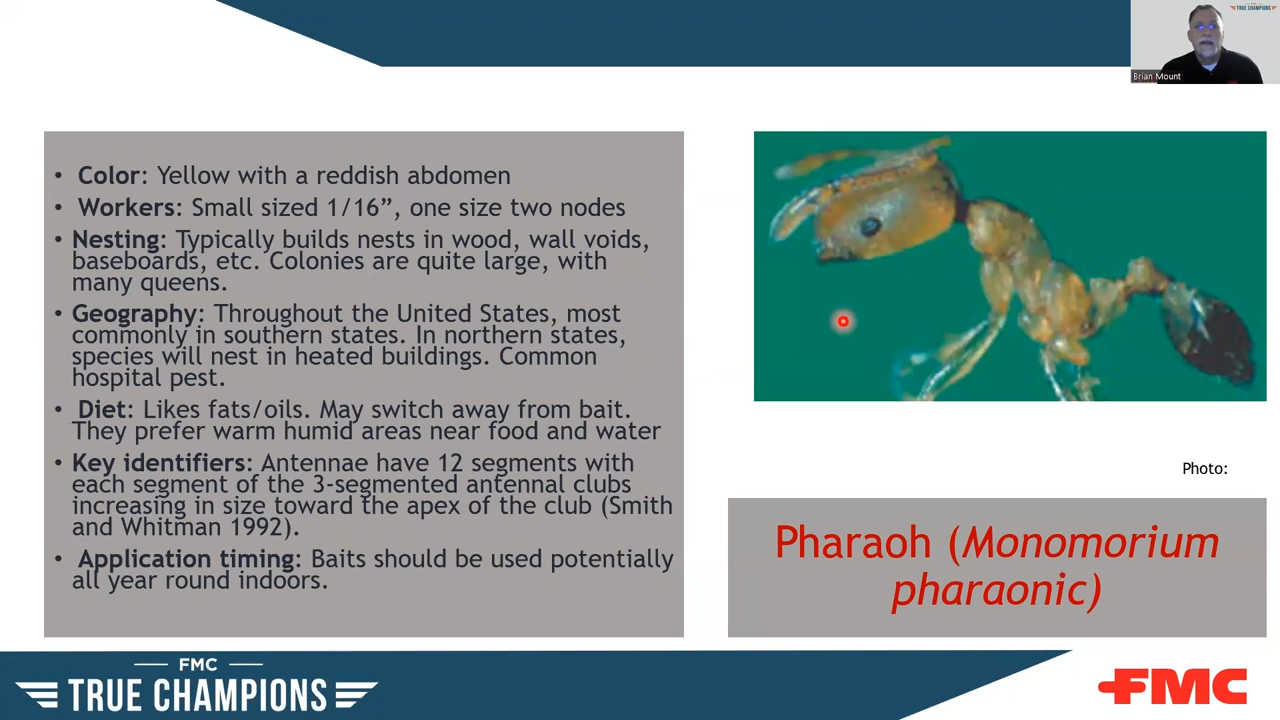 TRUE CHAMPIONS
Brian Mount
• Color: Yellow with a reddish abdomen
• Workers: Small sized 1/16”, one size two nodes
• Nesting: Typically builds nests in wood, wall voids,
baseboards, etc. Colonies are quite large, with
many queens.
• Geography: Throughout the United States, most
commonly in southern states. In northern states,
species will nest in heated buildings. Common
hospital pest.
• Diet: Likes fats/oils. May switch away from bait.
They prefer warm humid areas near food and water
• Key identifiers: Antennae have 12 segments with
each segment of the 3-segmented antennal clubs
increasing in size toward the apex of the club (Smith
and Whitman 1992).
• Application timing: Baits should be used potentially
all year round indoors.
Photo:
Pharaoh (Monomorium
pharaonic)
FMC
TRUE CHAMPIONS
FMC